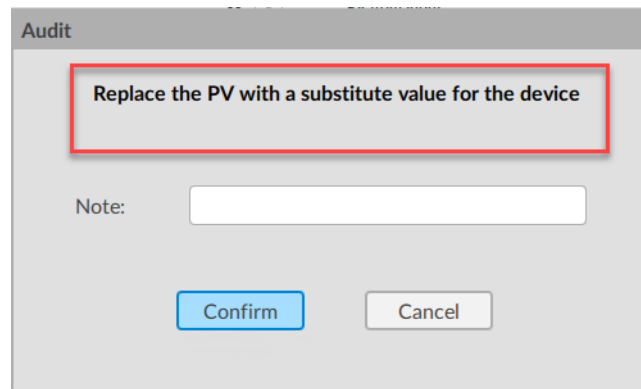 Audit
Replace the PV with a substitute value for the device
Note:
Confirm
Cancel